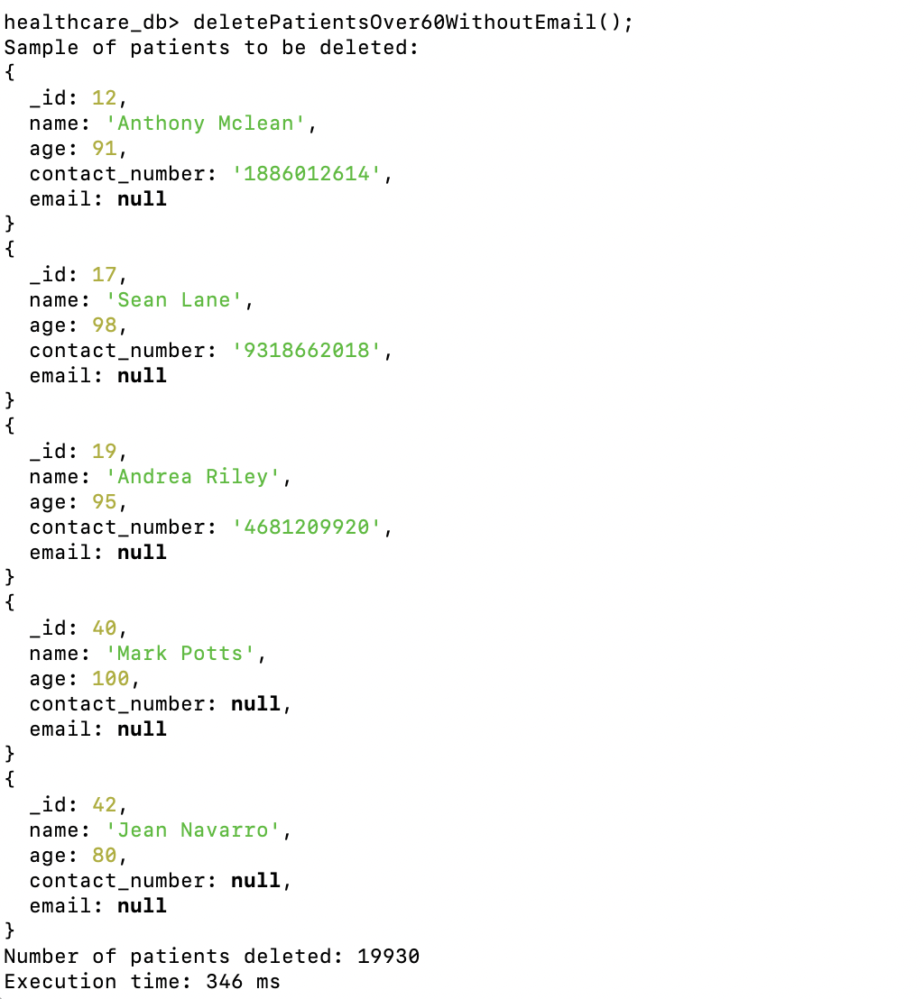 healthcare_db> deletePatientsOver60WithoutEmail();
Sample of patients to be deleted:
{
  _id: 12,
  name: 'Anthony Mclean',
  age: 91,
  contact_number: '1886012614',
  email: null
}
{
  _id: 17,
  name: 'Sean Lane',
  age: 98,
  contact_number: '9318662018',
  email: null
}
{
  _id: 19,
  name: 'Andrea Riley',
  age: 95,
  contact_number: '4681209920',
  email: null
}
{
  _id: 40,
  name: 'Mark Potts',
  age: 100,
  contact_number: null,
  email: null
}
{
  _id: 42,
  name: 'Jean Navarro',
  age: 80,
  contact_number: null,
  email: null
}
Number of patients deleted: 19930
Execution time: 346 ms